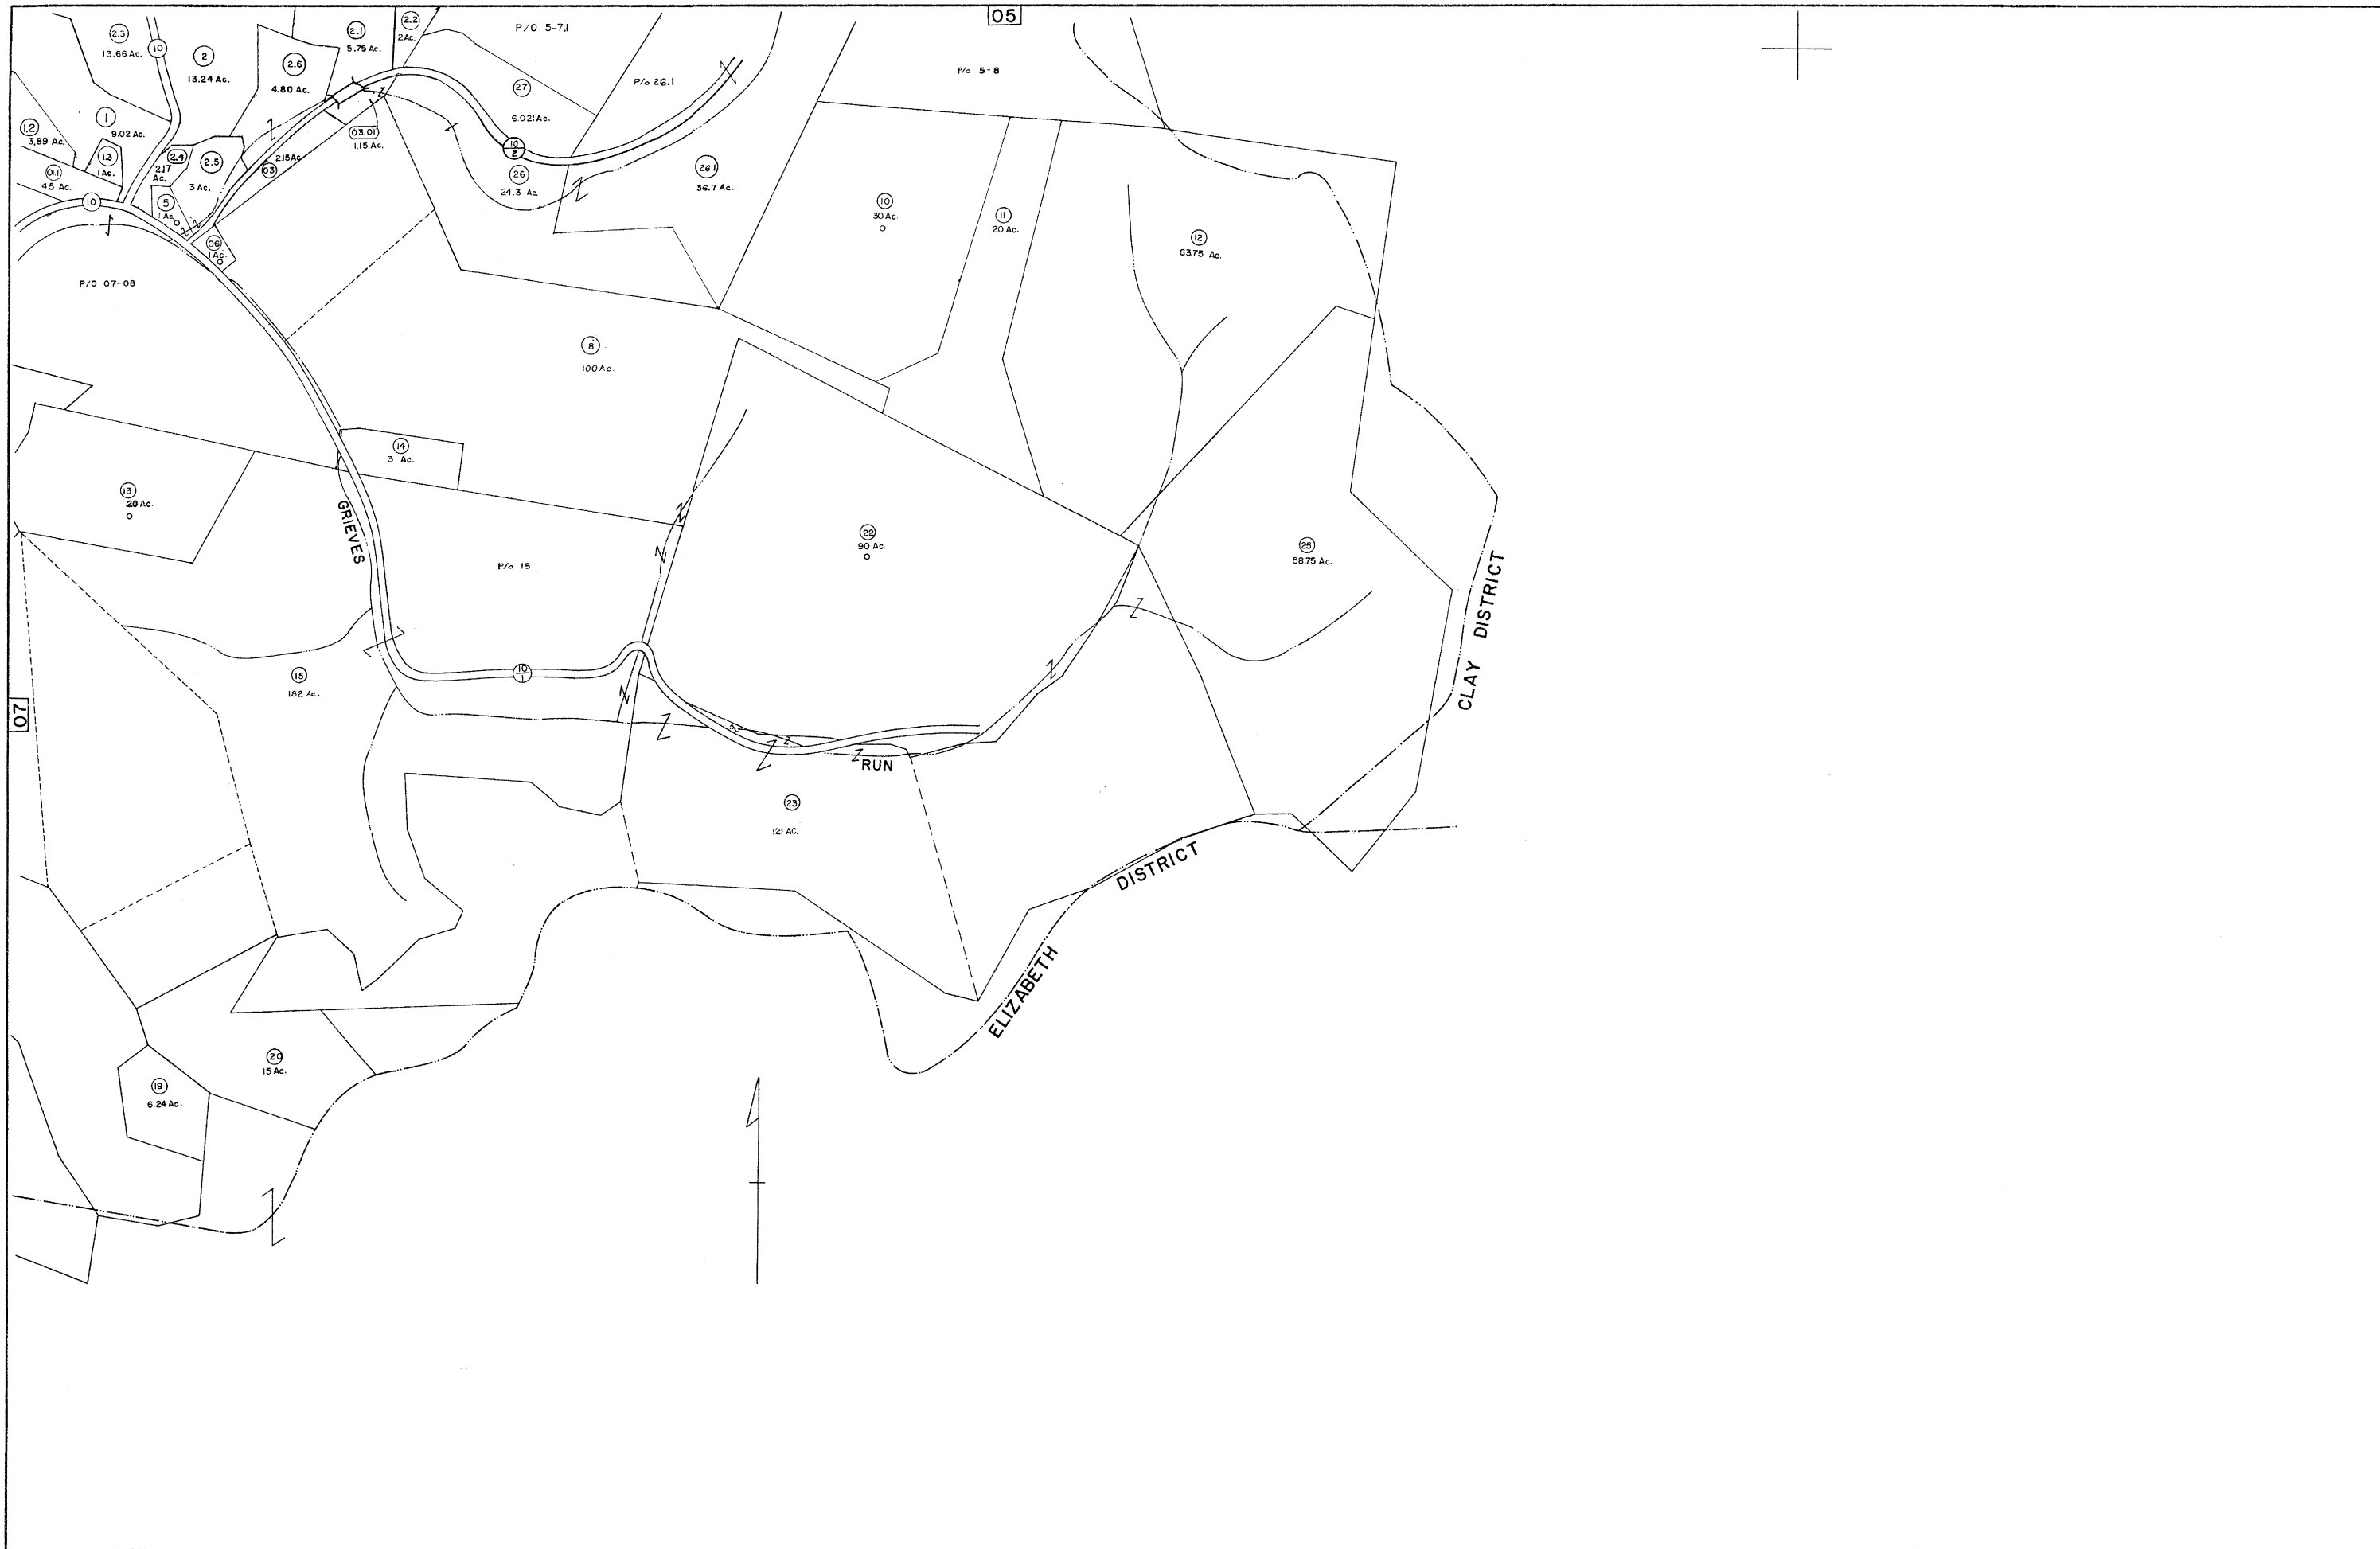 05
2.3
13.66 Ac.
10
2
13.24 Ac.
2.6
4.80 Ac.
2.1
5.75 Ac.
2.2
2 Ac.
P/O 5-7.1
27
6.021 Ac.
P/o 26.1
P/o 5-8
1.2
3.89 Ac.
1
9.02 Ac.
1.3
1 Ac.
01.1
4.5 Ac.
2.4
2.17
Ac.
2.5
3 Ac.
2.15 Ac.
03
03.01
1.15 Ac.
10
2
26
24.3 Ac.
26.1
36.7 Ac.
10
5
1 Ac.
06
1 Ac.
10
30 Ac.
11
20 Ac.
12
63.75 Ac.
P/O 07-08
8
100 Ac.
14
3 Ac.
13
20 Ac.
GRIEVES
P/o 15
22
90 Ac.
25
58.75 Ac.
CLAY DISTRICT
15
182 Ac.
10
1
07
RUN
23
121 AC.
DISTRICT
ELIZABETH
20
15 Ac.
19
6.24 Ac.